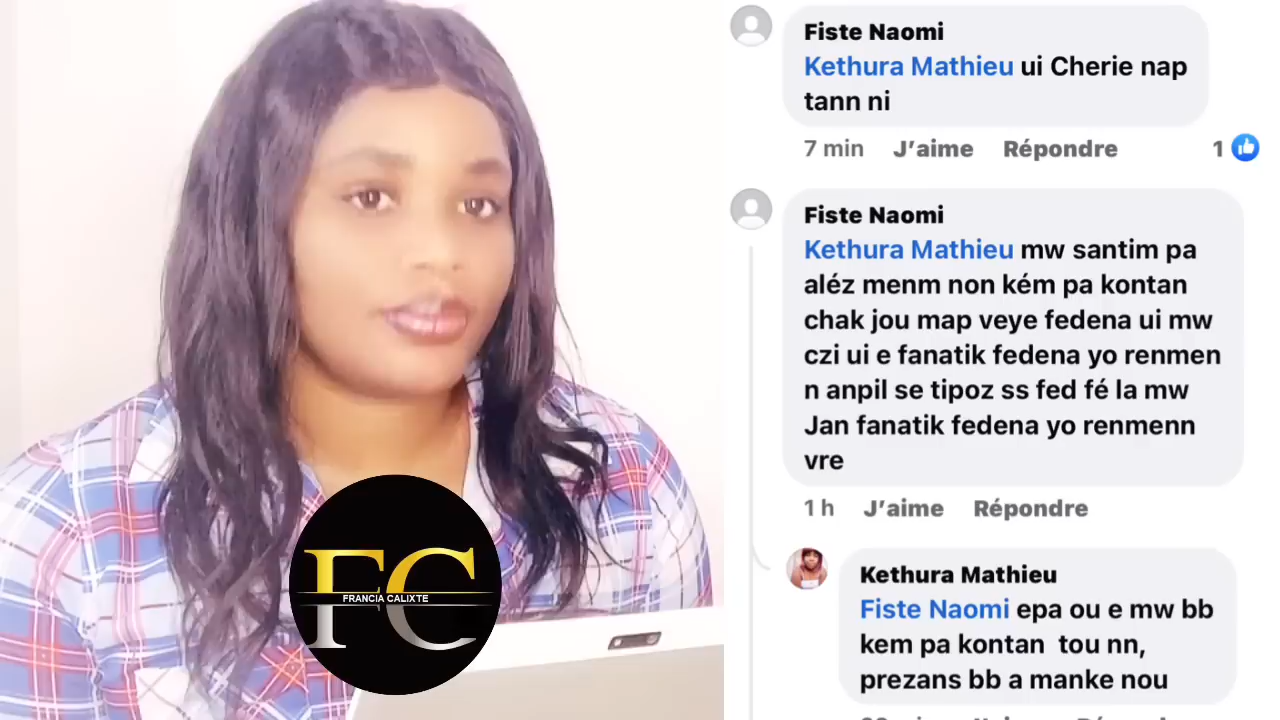 FC
FRANCIA CALIXTE
Fiste Naomi
Kethura Mathieu ui Cherie nap
tann ni
7 min J’aime Répondre 1
Fiste Naomi
Kethura Mathieu mw santim pa
aléz menm non kém pa kontan
chak jou map veye fedena ui mw
czi ui e fanatik fedena yo renmen
n anpil se tipoz ss fed fé la mw
Jan fanatik fedena yo renmenn
vre
1 h J’aime Répondre
Kethura Mathieu
Fiste Naomi epa ou e mw bb
kem pa kontan tou nn,
prezans bb a manke nou